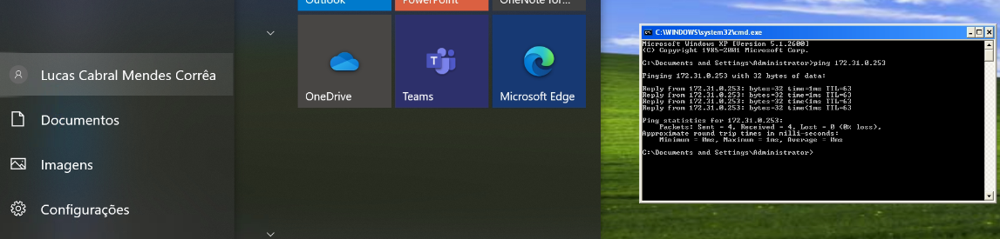 Outlook
PowerPoint
OneNote for...
Lucas Cabral Mendes Corrêa
Documentos
Imagens
Configurações
OneDrive
Teams
Microsoft Edge
C:\WINDOWS\system32\cmd.exe
Microsoft Windows XP [Version 5.1.2600]
(C) Copyright 1985-2001 Microsoft Corp.
C:\Documents and Settings\Administrator>ping 172.31.0.253
Pinging 172.31.0.253 with 32 bytes of data:
Reply from 172.31.0.253: bytes=32 time=1ms TTL=63
Reply from 172.31.0.253: bytes=32 time=1ms TTL=63
Reply from 172.31.0.253: bytes=32 time<1ms TTL=63
Reply from 172.31.0.253: bytes=32 time<1ms TTL=63
Ping statistics for 172.31.0.253:
Packets: Sent = 4, Received = 4, Lost = 0 (0% loss),
Approximate round trip times in milli-seconds:
Minimum = 0ms, Maximum = 1ms, Average = 0ms
C:\Documents and Settings\Administrator>